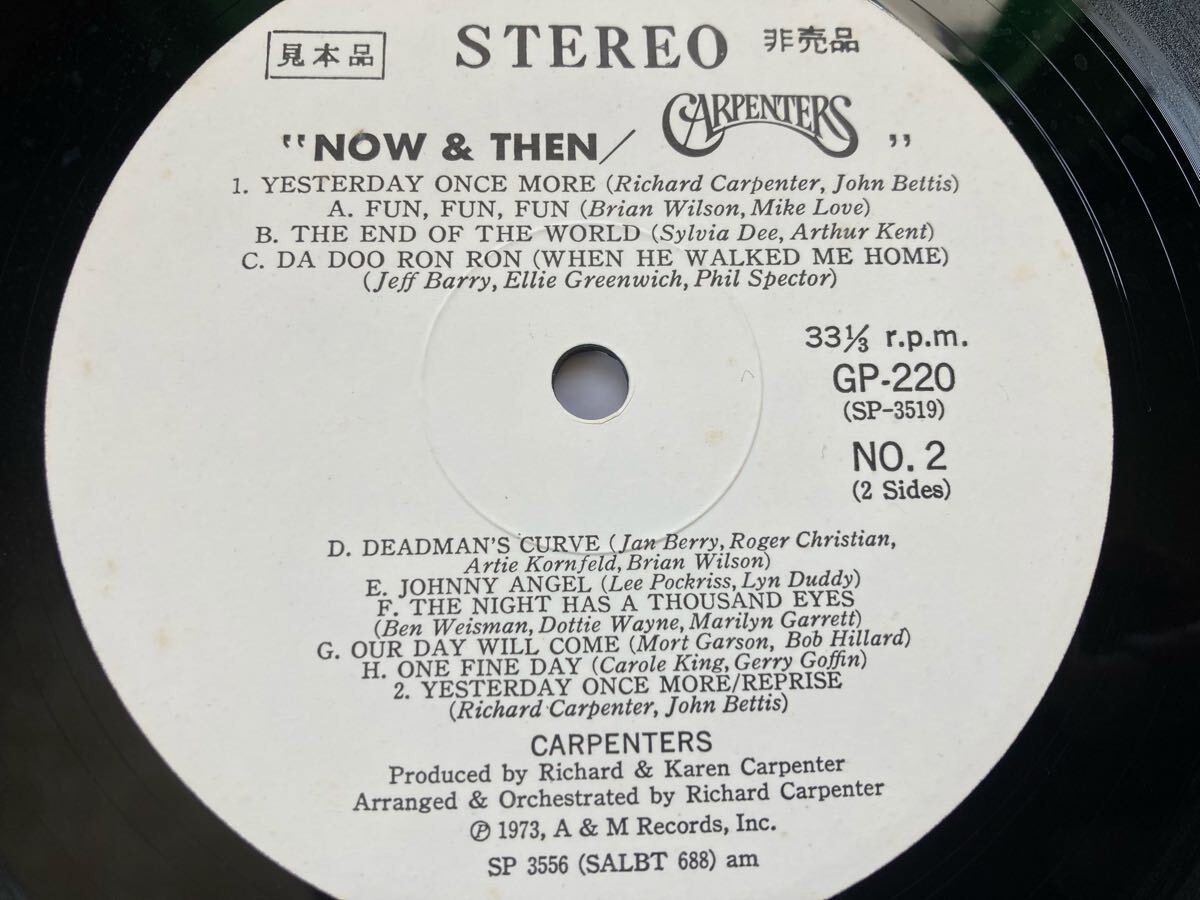 見本品 STEREO 非売品
"NOW & THEN/ CARPENTERS"
1. YESTERDAY ONCE MORE (Richard Carpenter, John Bettis)
A. FUN, FUN, FUN (Brian Wilson, Mike Love)
B. THE END OF THE WORLD (Sylvia Dee, Arthur Kent)
C. DA DOO RON RON (WHEN HE WALKED ME HOME)
(Jeff Barry, Ellie Greenwich, Phil Spector)
33⅓ r.p.m.
GP-220
(SP-3519)
NO. 2
(2 Sides)
D. DEADMAN'S CURVE (Jan Berry, Roger Christian,
Artie Kornfeld, Brian Wilson)
E. JOHNNY ANGEL (Lee Pockriss, Lyn Duddy)
F. THE NIGHT HAS A THOUSAND EYES
(Ben Weisman, Dottie Wayne, Marilyn Garrett)
G. OUR DAY WILL COME (Mort Garson, Bob Hillard)
H. ONE FINE DAY (Carole King, Gerry Goffin)
2. YESTERDAY ONCE MORE/REPRISE
(Richard Carpenter, John Bettis)
CARPENTERS
Produced by Richard & Karen Carpenter
Arranged & Orchestrated by Richard Carpenter
℗ 1973, A & M Records, Inc.
SP 3556 (SALBT 688) am